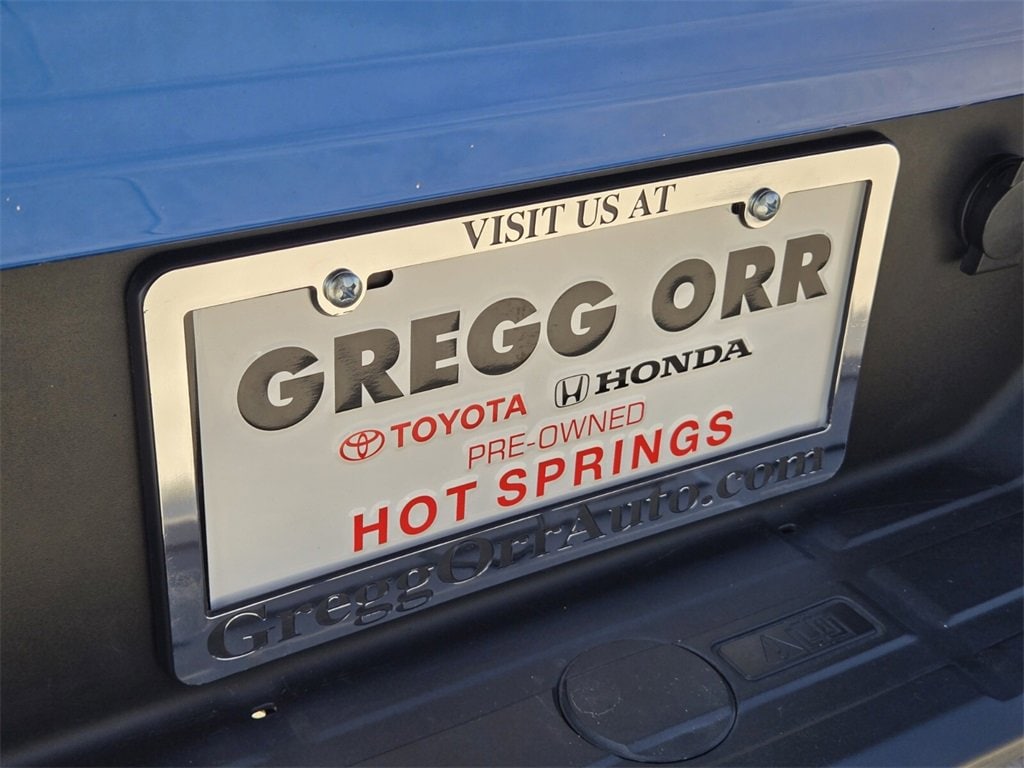 VISIT US AT
GREGG ORR
TOYOTA HONDA
PRE-OWNED
HOT SPRINGS
GreggOrrAuto.com